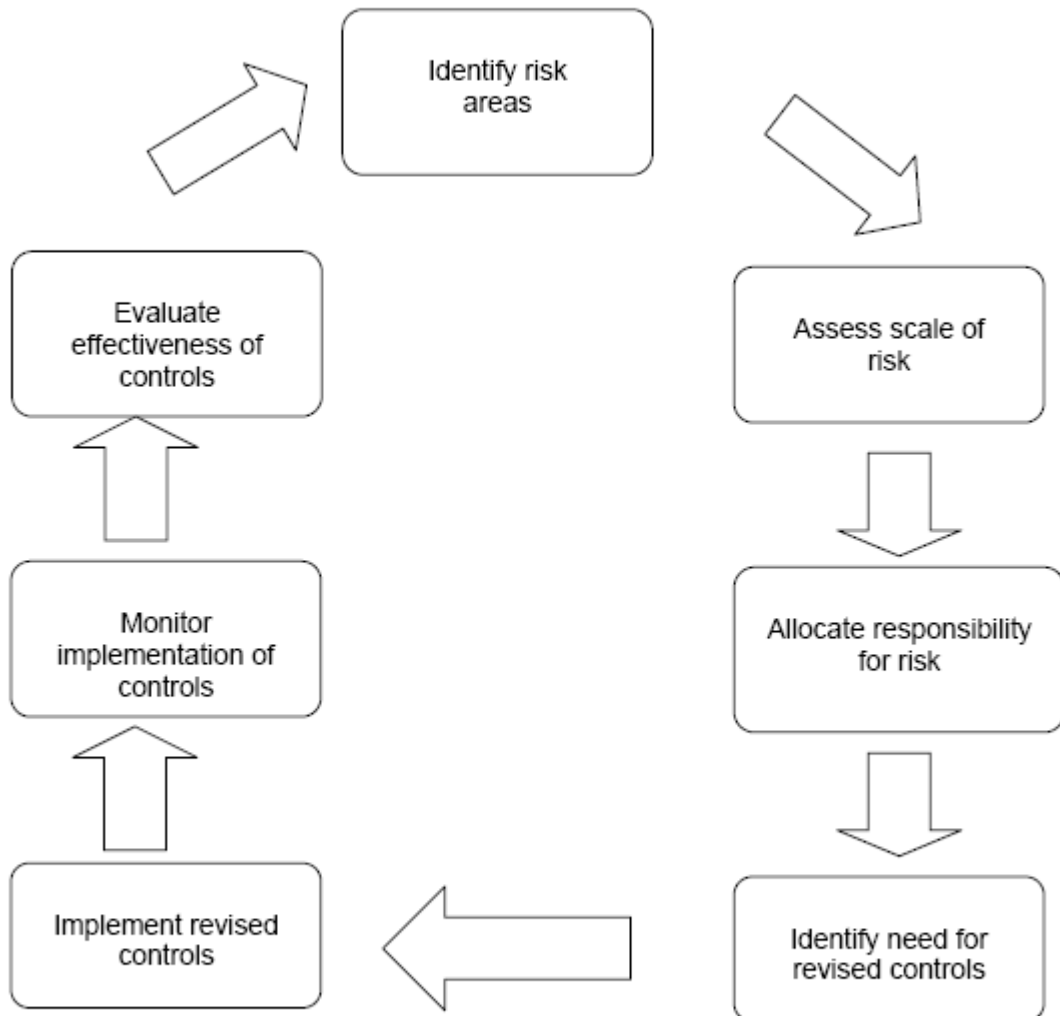 Identify risk
areas
Assess scale of
risk
Allocate responsibility
for risk
Identify need for
revised controls
Implement revised
controls
Monitor
implementation of
controls
Evaluate
effectiveness of
controls